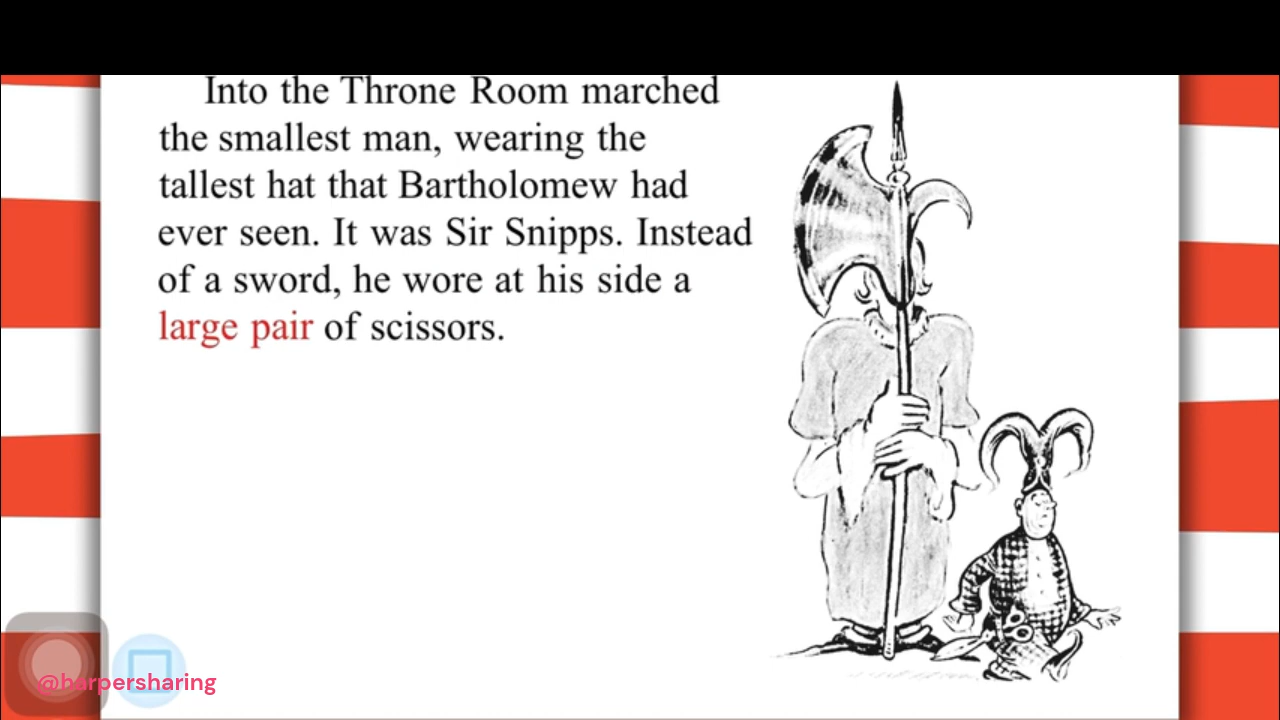 Into the Throne Room marched
the smallest man, wearing the
tallest hat that Bartholomew had
ever seen. It was Sir Snipps. Instead
of a sword, he wore at his side a
large pair of scissors.
@harpersharing